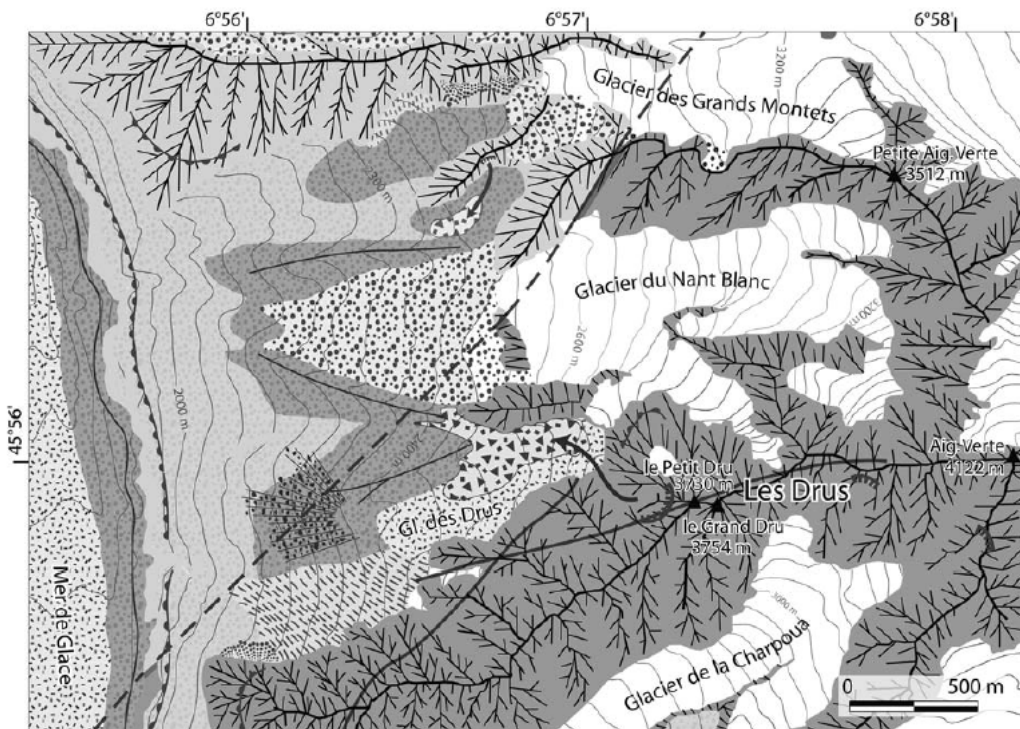 6°56'
6°57'
6°58'
3200 m
Glacier des Grands Montets
Petite Aig. Verte
3512 m
Glacier du Nant Blanc
3200 m
2600 m
2000 m
45°56'
Aig. Verte
4122 m
le Petit Dru
3730 m
Les Drus
le Grand Dru
3754 m
Gl. des Drus
Mer de Glace
3000 m
Glacier de la Charpoua
0 500 m